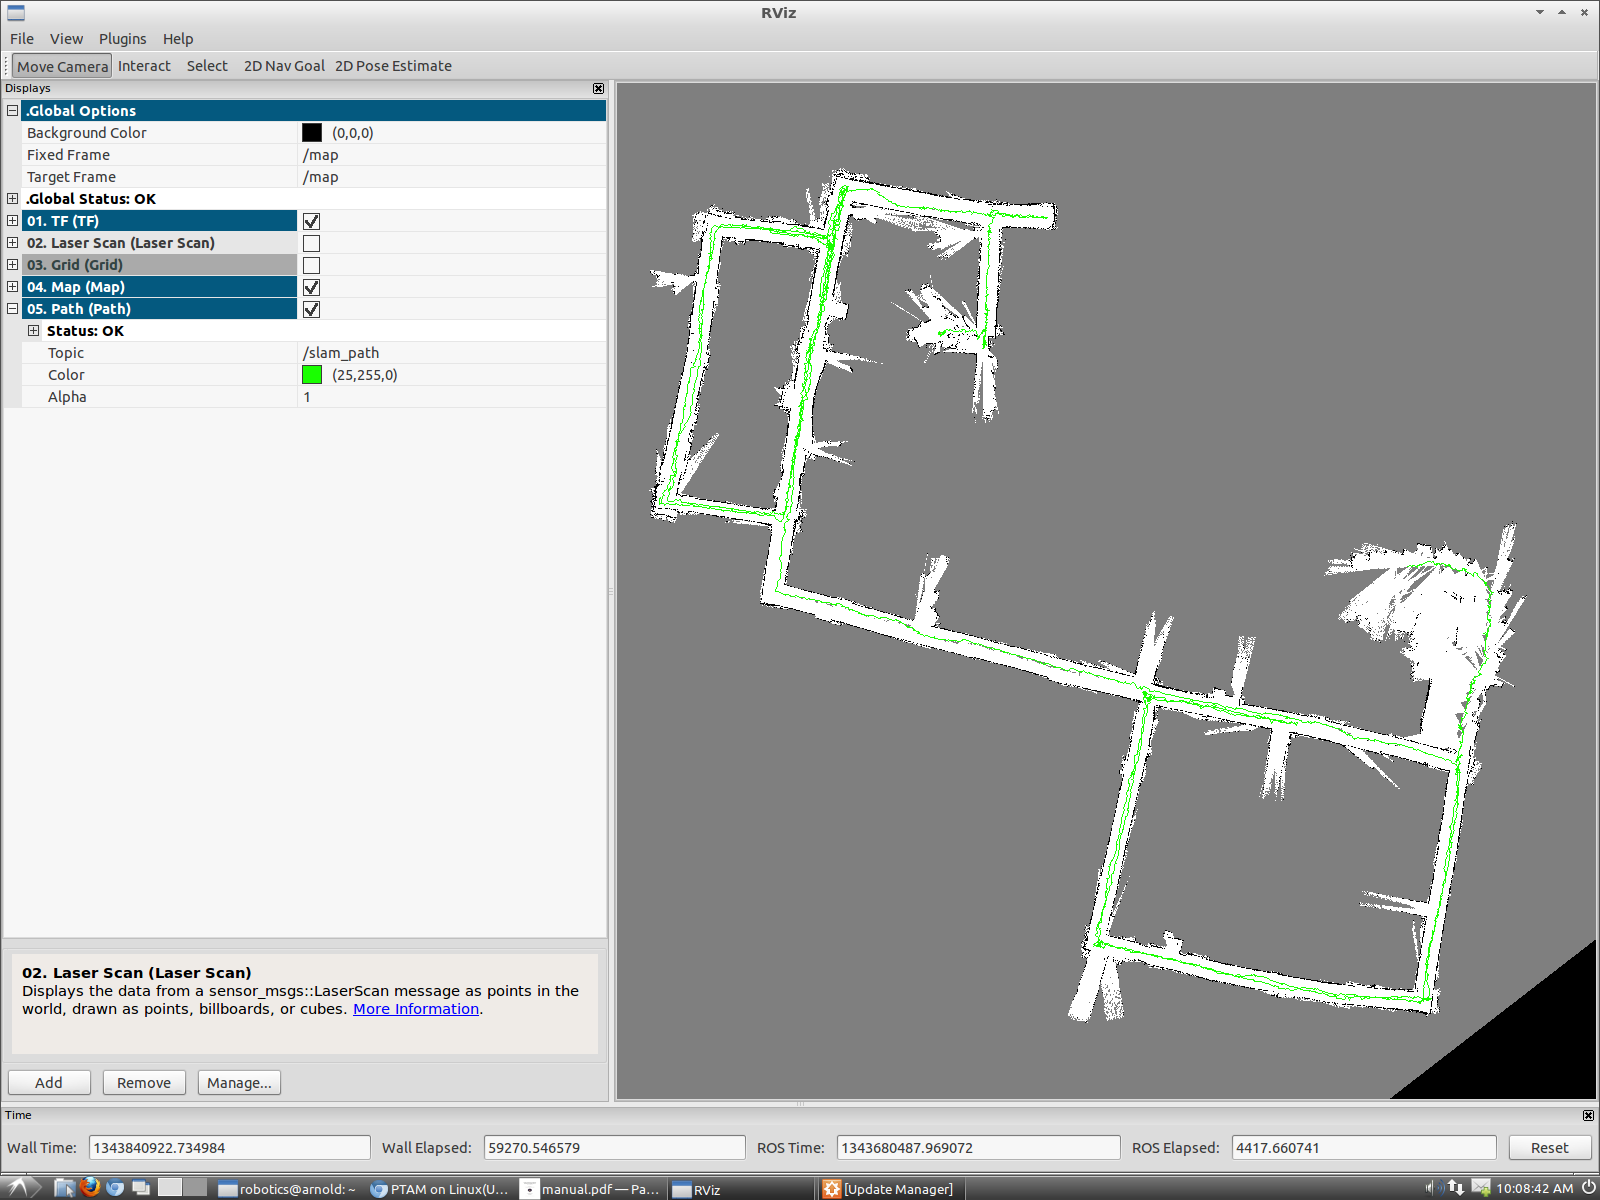 RViz
File View Plugins Help
Move Camera Interact Select 2D Nav Goal 2D Pose Estimate
Displays
.Global Options
Background Color (0,0,0)
Fixed Frame /map
Target Frame /map
.Global Status: OK
01. TF (TF)
02. Laser Scan (Laser Scan)
03. Grid (Grid)
04. Map (Map)
05. Path (Path)
Status: OK
Topic /slam_path
Color (25,255,0)
Alpha 1
02. Laser Scan (Laser Scan)
Displays the data from a sensor_msgs::LaserScan message as points in the
world, drawn as points, billboards, or cubes. More Information.
Add Remove Manage...
Time
Wall Time: 1343840922.734984 Wall Elapsed: 59270.546579 ROS Time: 1343680487.969072 ROS Elapsed: 4417.660741 Reset
robotics@arnold: ~ PTAM on Linux(U... manual.pdf — Pa... RViz [Update Manager] 10:08:42 AM